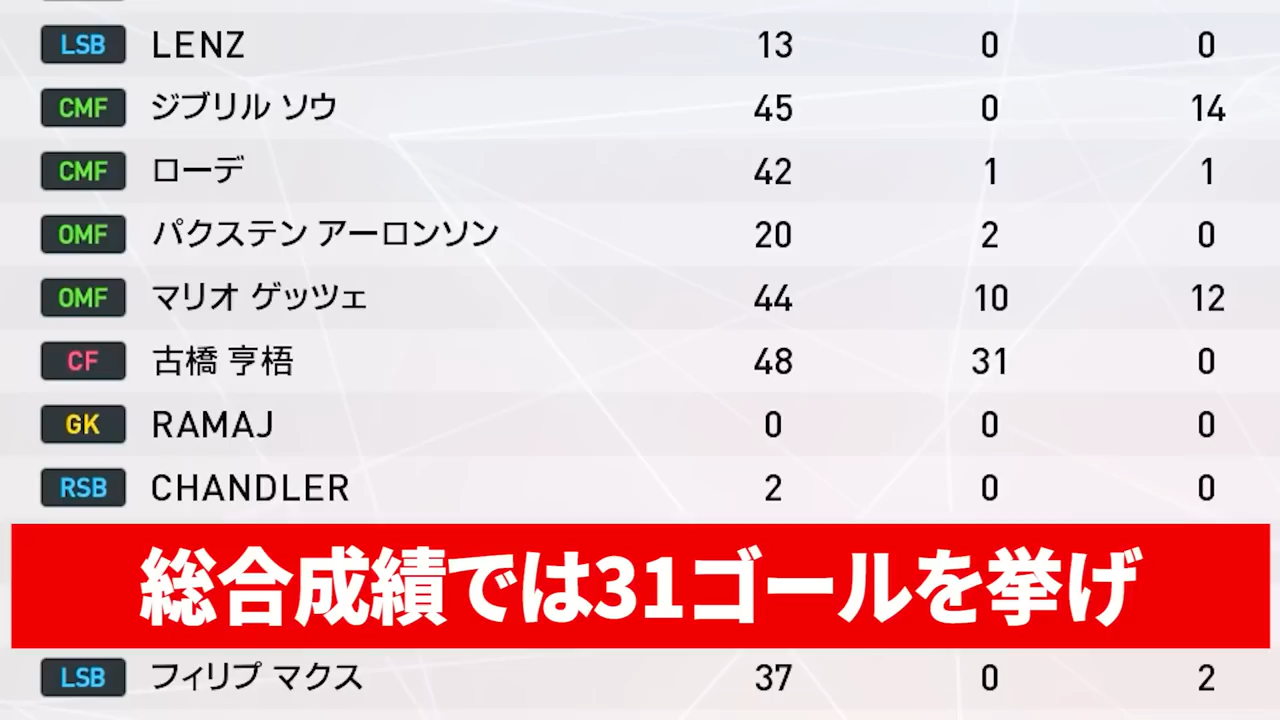 LSB LENZ 13 0 0
CMF ジブリル ソウ 45 0 14
CMF ローデ 42 1 1
OMF パクステン アーロンソン 20 2 0
OMF マリオ ゲッツェ 44 10 12
CF 古橋 亨梧 48 31 0
GK RAMAJ 0 0 0
RSB CHANDLER 2 0 0
総合成績では31ゴールを挙げ
LSB フィリプ マクス 37 0 2